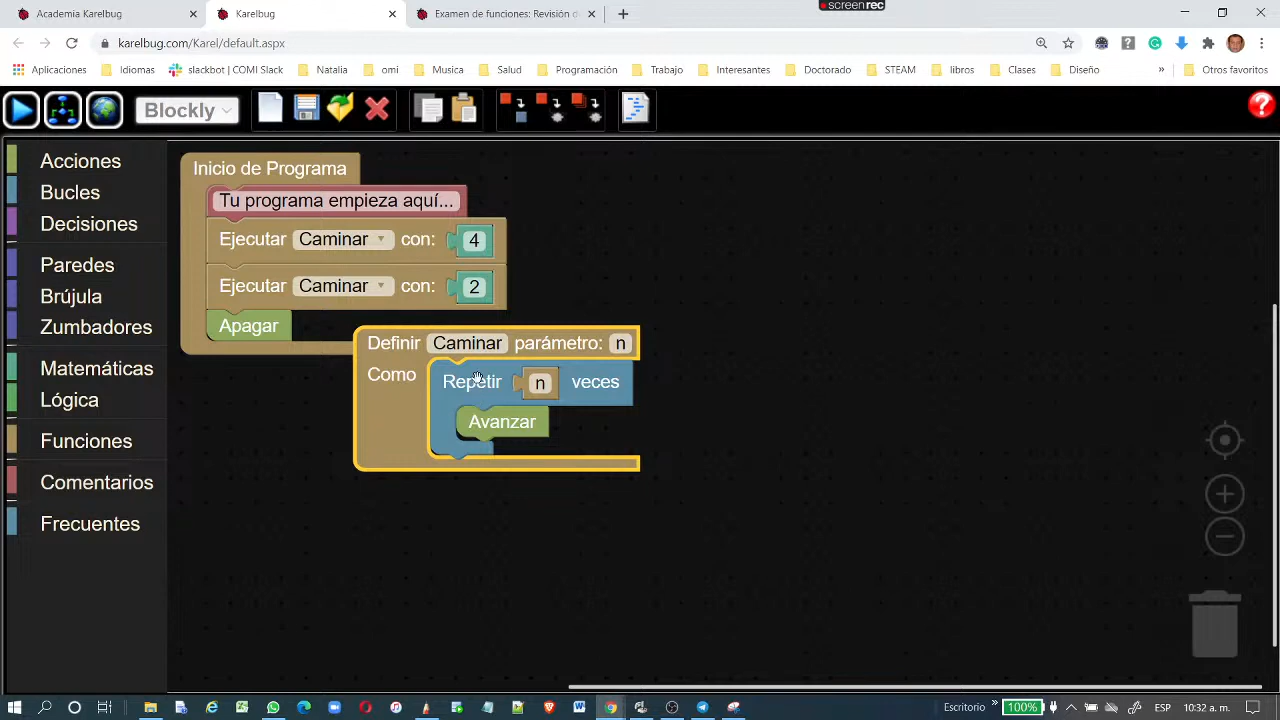 screenrec
Academia Karelbug
Karelbug
Examen de funciones: Revisión d
karelbug.com/Karel/default.aspx
Aplicaciones
Idiomas
slackbot | COMI Slack
Natalia
omi
Musica
Salud
Programación
Trabajo
Interesantes
Doctorado
STEAM
libros
Clases
Diseño
»
Otros favoritos
Blockly
?
Acciones
Bucles
Decisiones
Paredes
Brújula
Zumbadores
Matemáticas
Lógica
Funciones
Comentarios
Frecuentes
Inicio de Programa
Tu programa empieza aquí...
Ejecutar Caminar con: 4
Ejecutar Caminar con: 2
Apagar
Definir Caminar parámetro: n
Como
Repetir n veces
Avanzar
Escritorio » 100% ESP 10:32 a. m.